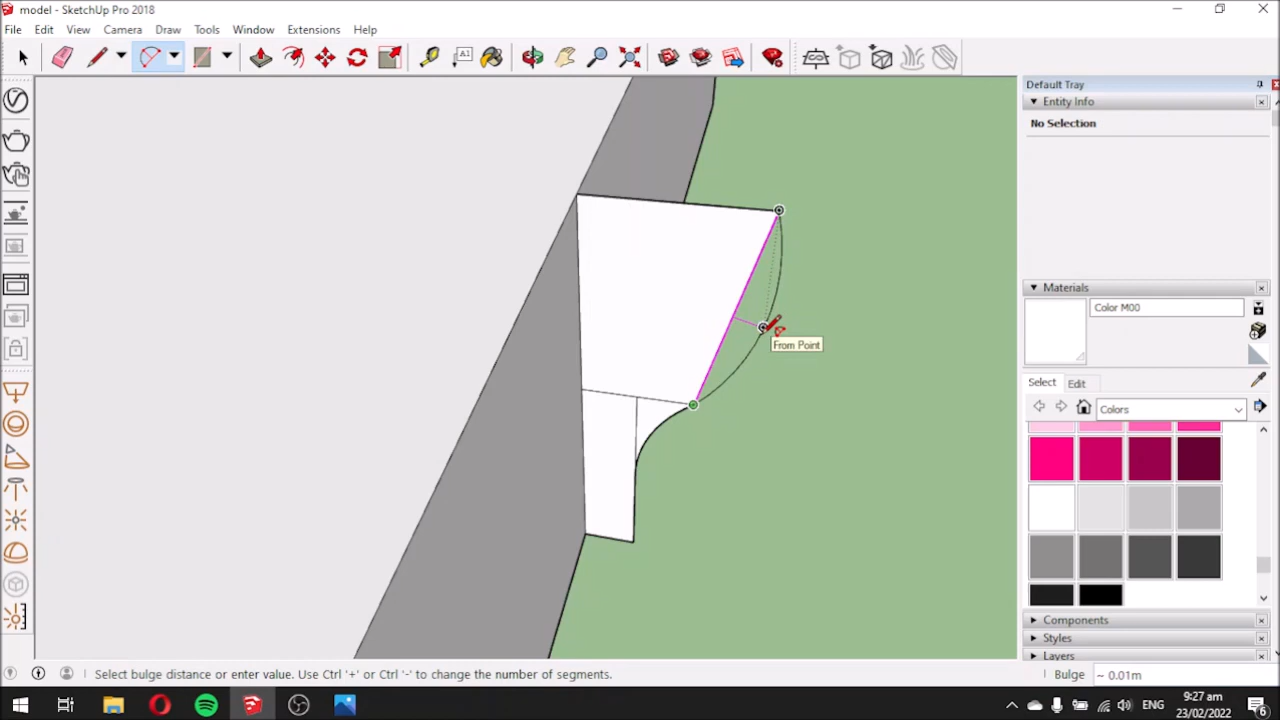 model - SketchUp Pro 2018
File Edit View Camera Draw Tools Window Extensions Help
Default Tray
Entity Info
No Selection
From Point
Materials
Color M00
Select Edit
Colors
Components
Styles
Layers
Select bulge distance or enter value. Use Ctrl '+' or Ctrl '-' to change the number of segments.
Bulge ~ 0.01m
ENG
9:27 am
23/02/2022
6